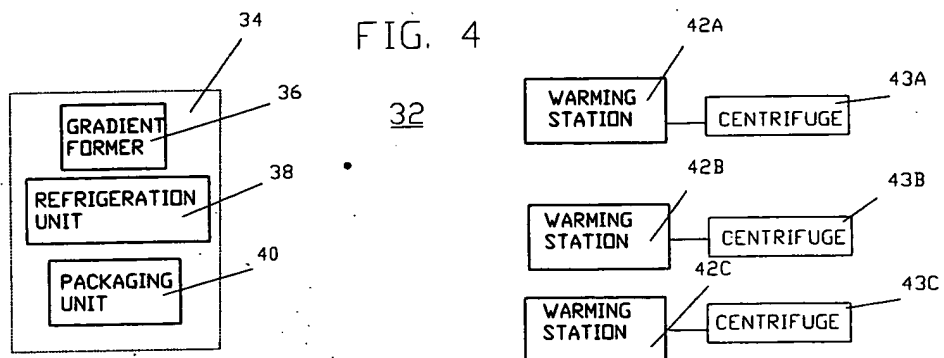 FIG. 4
34
36
GRADIENT
FORMER
32
38
REFRIGERATION
UNIT
40
PACKAGING
UNIT
42A
WARMING
STATION
43A
CENTRIFUGE
42B
WARMING
STATION
43B
CENTRIFUGE
42C
WARMING
STATION
43C
CENTRIFUGE